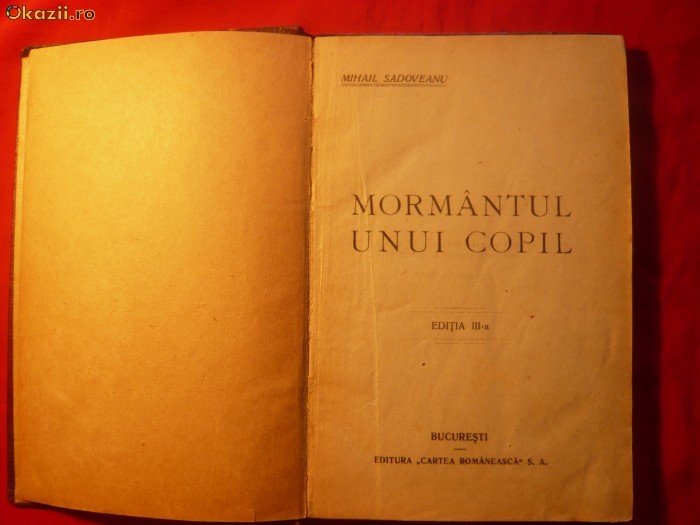 Okazii.ro
MIHAIL SADOVEANU
MORMÂNTUL
UNUI COPIL
EDIȚIA III-a
BUCUREȘTI
EDITURA „CARTEA ROMÂNEASCĂ” S. A.